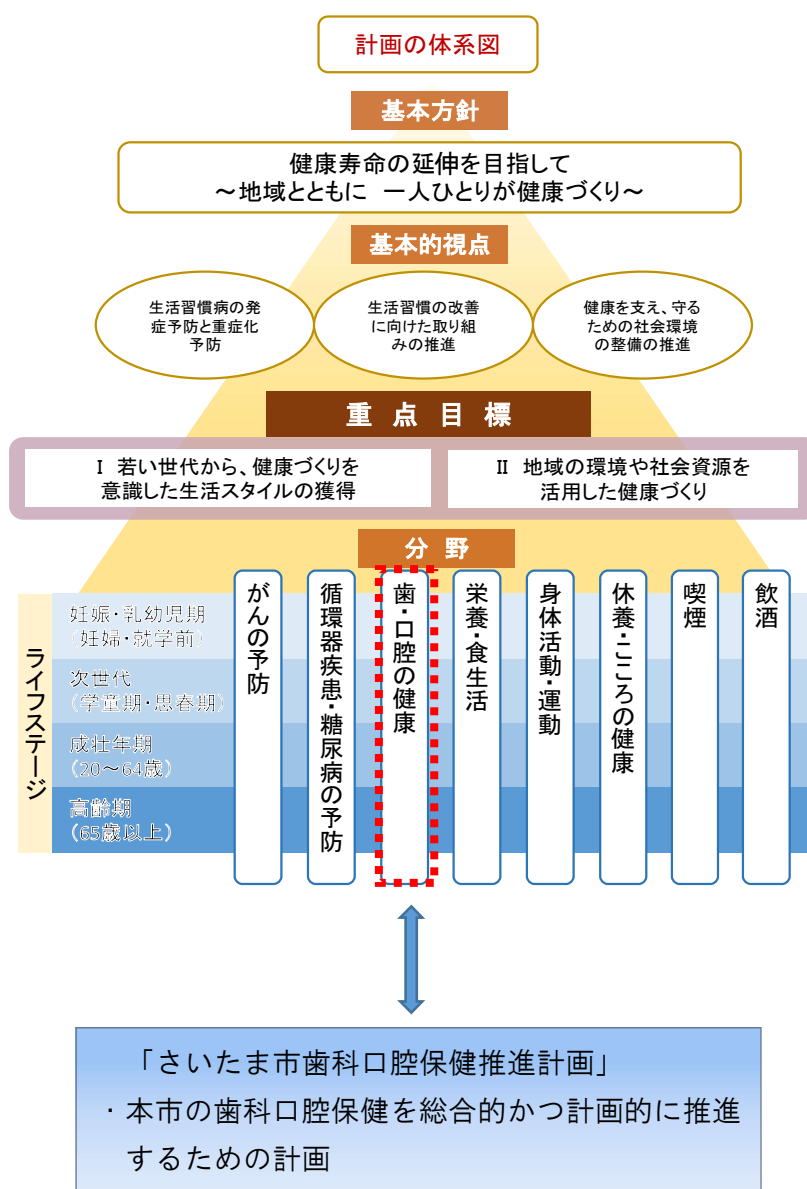 計画の体系図
基本方針
健康寿命の延伸を目指して
～地域とともに 一人ひとりが健康づくり～
基本的視点
生活習慣病の発
症予防と重症化
予防
生活習慣の改善
に向けた取り組
みの推進
健康を支え、守る
ための社会環境
の整備の推進
重点目標
Ⅰ 若い世代から、健康づくりを
意識した生活スタイルの獲得
Ⅱ 地域の環境や社会資源を
活用した健康づくり
分野
ライフステージ
妊娠・乳幼児期
(妊婦・就学前)
次世代
(学童期・思春期)
成壮年期
(20～64歳)
高齢期
(65歳以上)
がんの予防
循環器疾患・糖尿病の予防
歯・口腔の健康
栄養・食生活
身体活動・運動
休養・こころの健康
喫煙
飲酒
「さいたま市歯科口腔保健推進計画」
・本市の歯科口腔保健を総合的かつ計画的に推進
するための計画